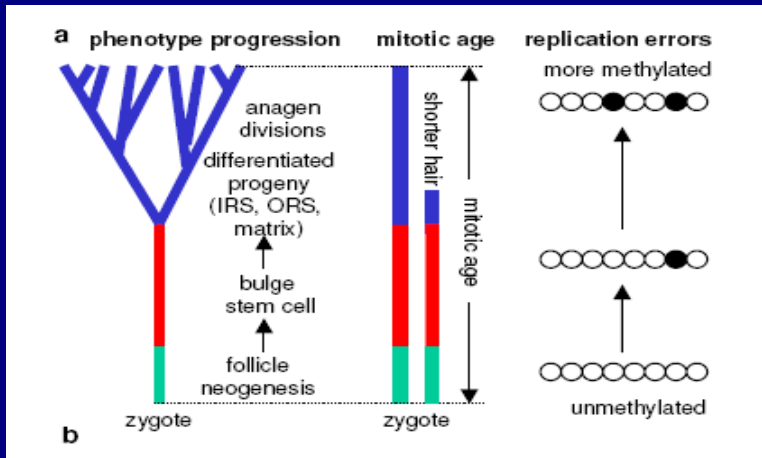 a phenotype progression mitotic age replication errors
more methylated
anagen
divisions
differentiated
progeny
(IRS, ORS,
matrix)
shorter hair
mitotic age
bulge
stem cell
follicle
neogenesis
unmethylated
zygote zygote
b